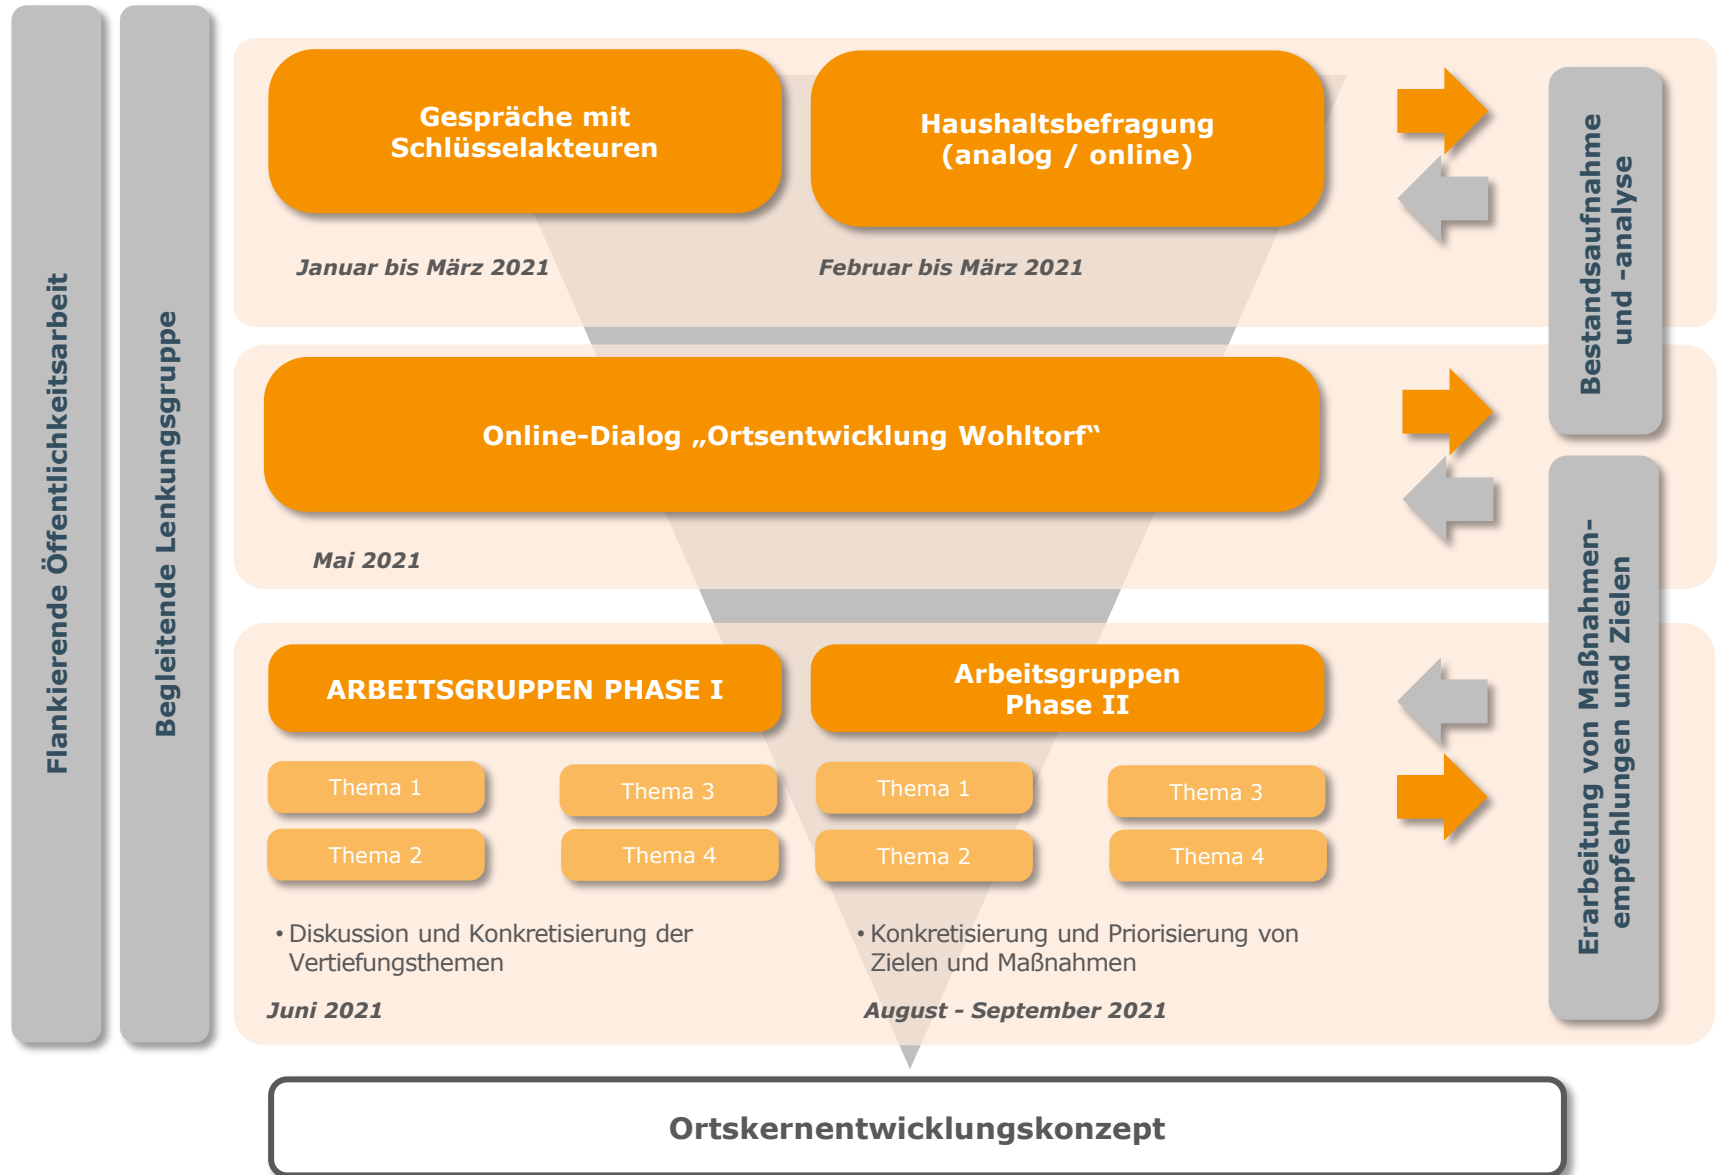 Flankierende Öffentlichkeitsarbeit
Begleitende Lenkungsgruppe
Gespräche mit
Schlüsselakteuren
Haushaltsbefragung
(analog / online)
Januar bis März 2021
Februar bis März 2021
Bestandsaufnahme
und -analyse
Online-Dialog „Ortsentwicklung Wohltorf“
Mai 2021
Erarbeitung von Maßnahmen-
empfehlungen und Zielen
ARBEITSGRUPPEN PHASE I
Arbeitsgruppen
Phase II
Thema 1
Thema 3
Thema 1
Thema 3
Thema 2
Thema 4
Thema 2
Thema 4
• Diskussion und Konkretisierung der
Vertiefungsthemen
• Konkretisierung und Priorisierung von
Zielen und Maßnahmen
Juni 2021
August - September 2021
Ortskernentwicklungskonzept